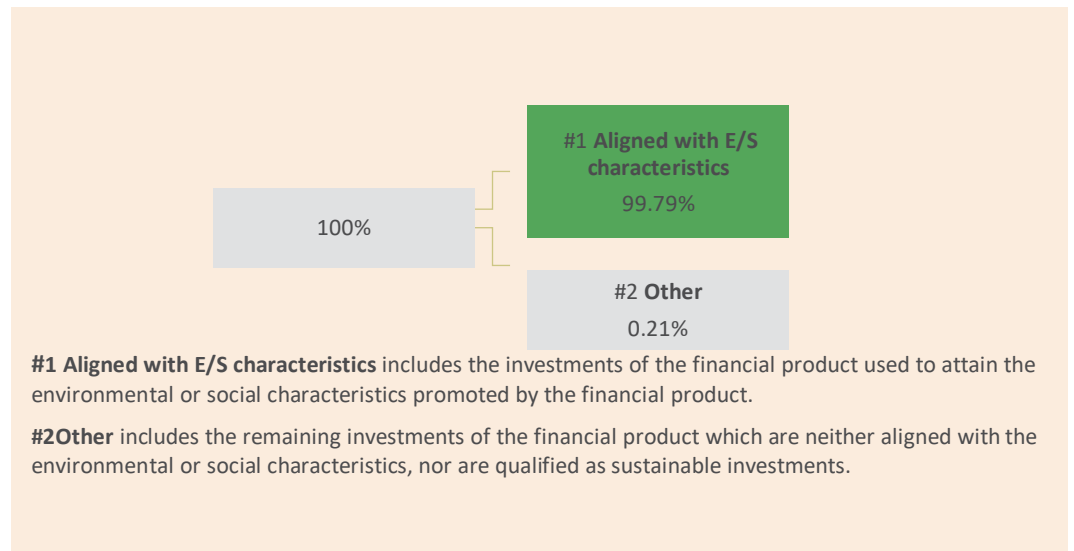 #1 Aligned with E/S
characteristics
99.79%
100%
#2 Other
0.21%
#1 Aligned with E/S characteristics includes the investments of the financial product used to attain the
environmental or social characteristics promoted by the financial product.
#2Other includes the remaining investments of the financial product which are neither aligned with the
environmental or social characteristics, nor are qualified as sustainable investments.